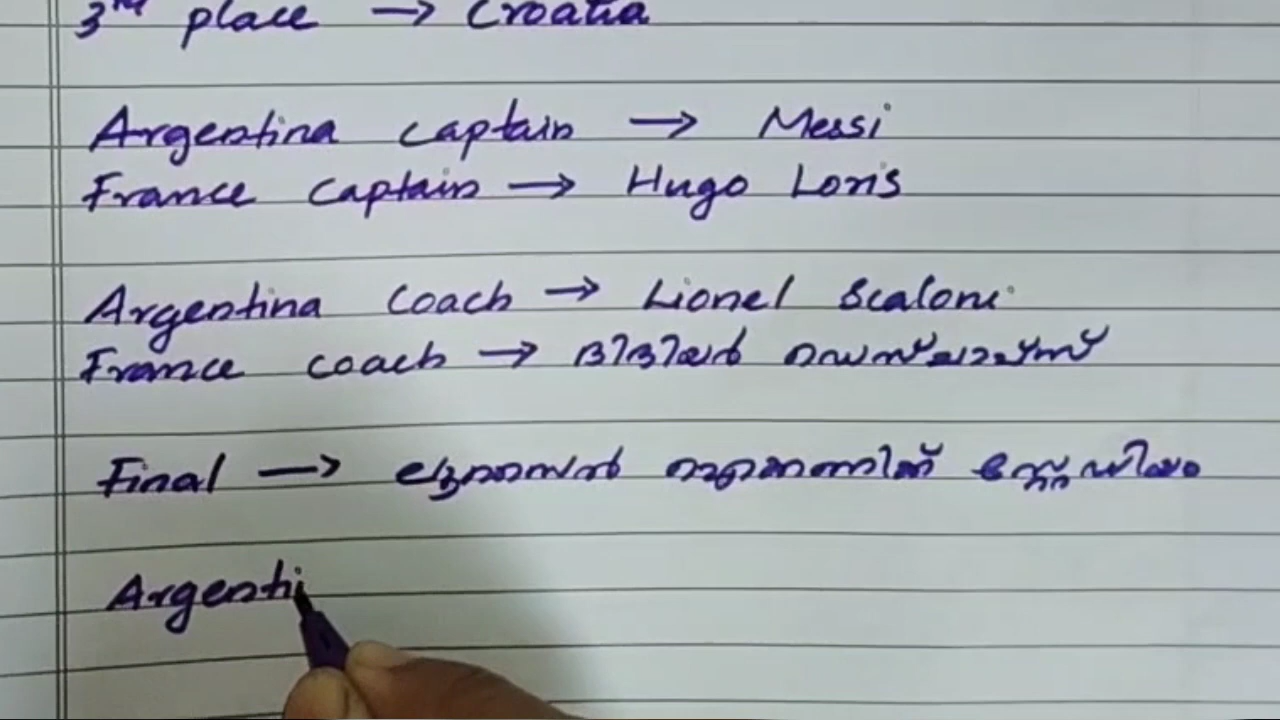 3rd place → Croatia
Argentina captain → Messi
France captain → Hugo Loris
Argentina coach → Lionel Scaloni
France coach → ദിദിയർ ദെസ്ചാംപ്സ്
Final → ലൂസൈൽ ഐക്കണിക് സ്റ്റേഡിയം
Argenti